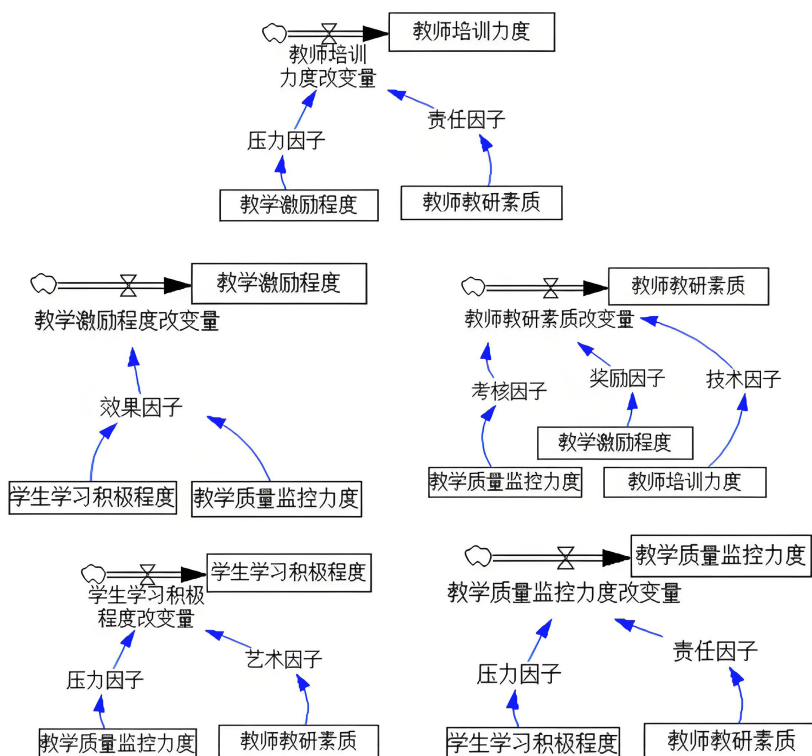 教师培训力度
教师培训
力度改变量
压力因子
责任因子
教学激励程度
教师教研素质
教学激励程度
教学激励程度改变量
效果因子
学生学习积极程度
教学质量监控力度
教师教研素质
教师教研素质改变量
考核因子
奖励因子
技术因子
教学激励程度
教学质量监控力度
教师培训力度
学生学习积极程度
学生学习积极
程度改变量
压力因子
艺术因子
教学质量监控力度
教师教研素质
教学质量监控力度
教学质量监控力度改变量
压力因子
责任因子
学生学习积极程度
教师教研素质